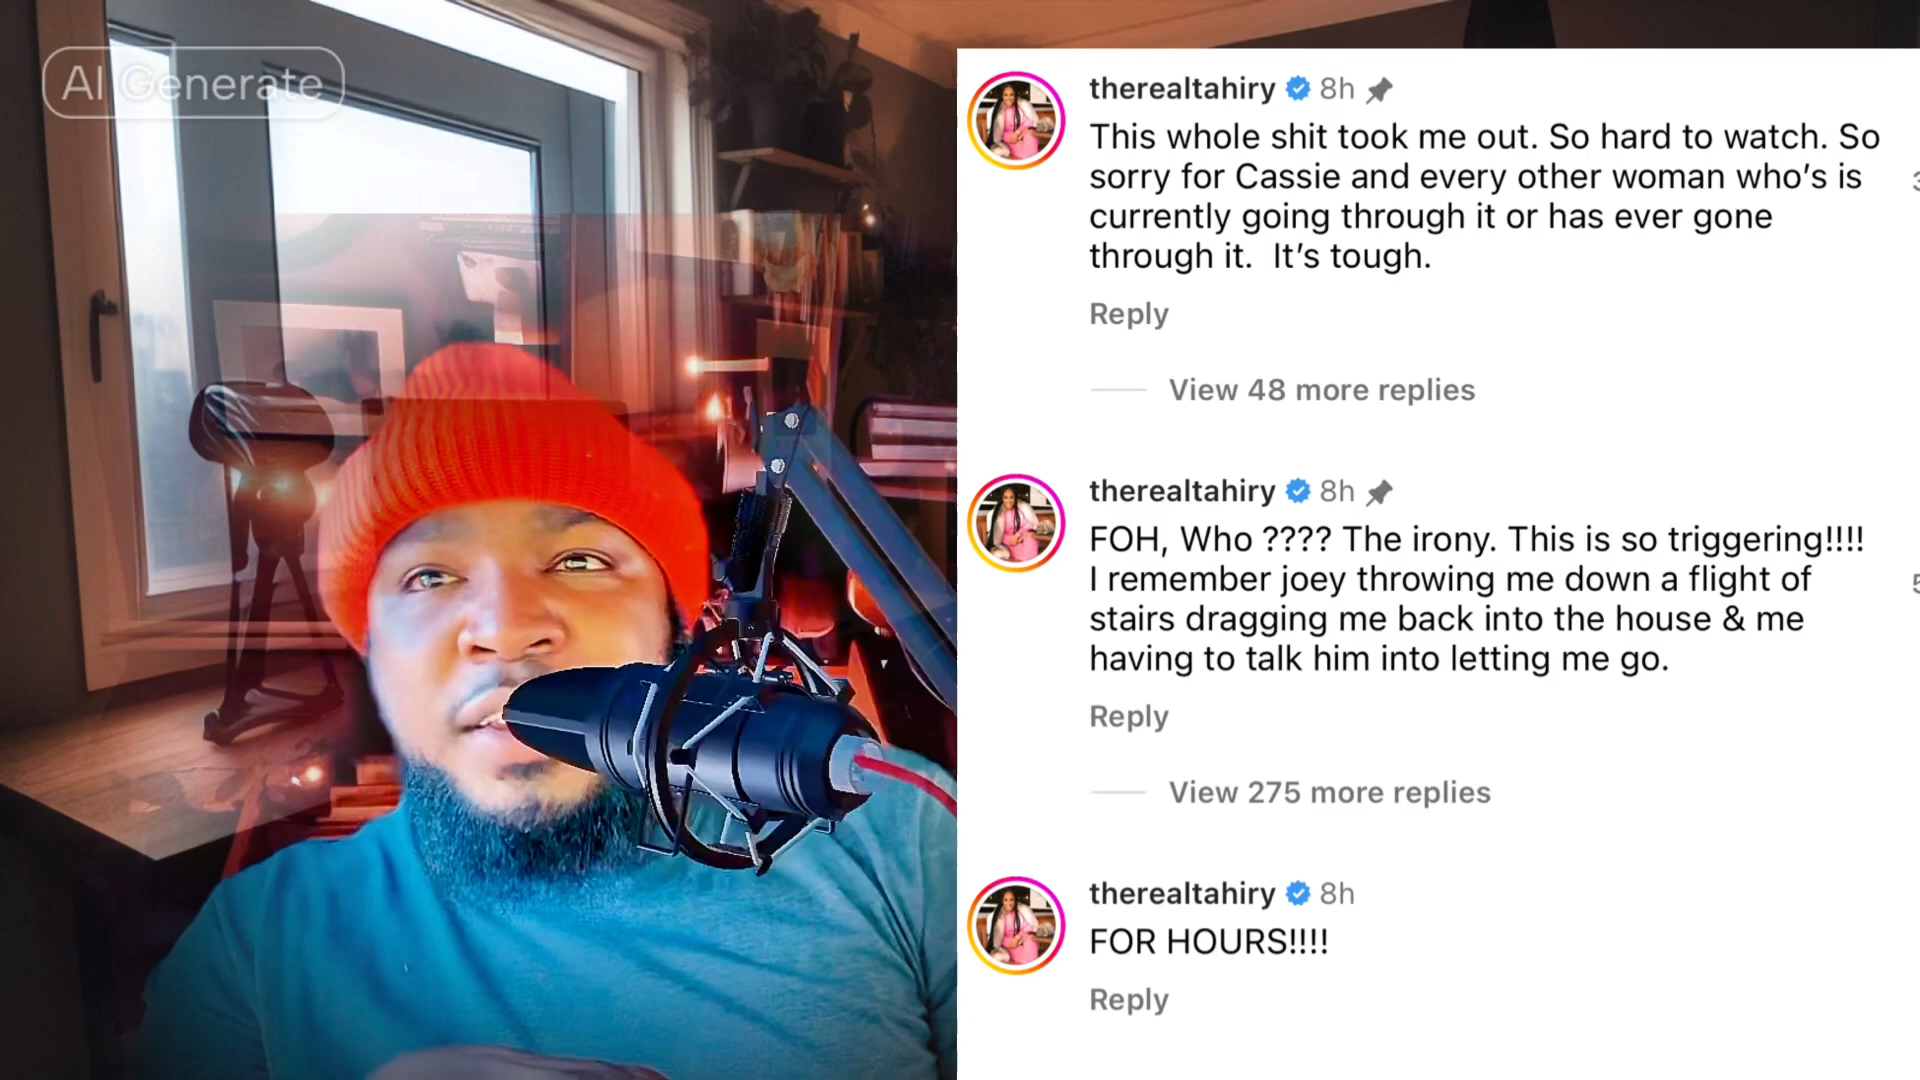 AI Generate
therealtahiry 8h
This whole shit took me out. So hard to watch. So
sorry for Cassie and every other woman who's is
currently going through it or has ever gone
through it.  It's tough.
Reply
View 48 more replies
therealtahiry 8h
FOH, Who ???? The irony. This is so triggering!!!!
I remember joey throwing me down a flight of
stairs dragging me back into the house & me
having to talk him into letting me go.
Reply
View 275 more replies
therealtahiry 8h
FOR HOURS!!!!
Reply